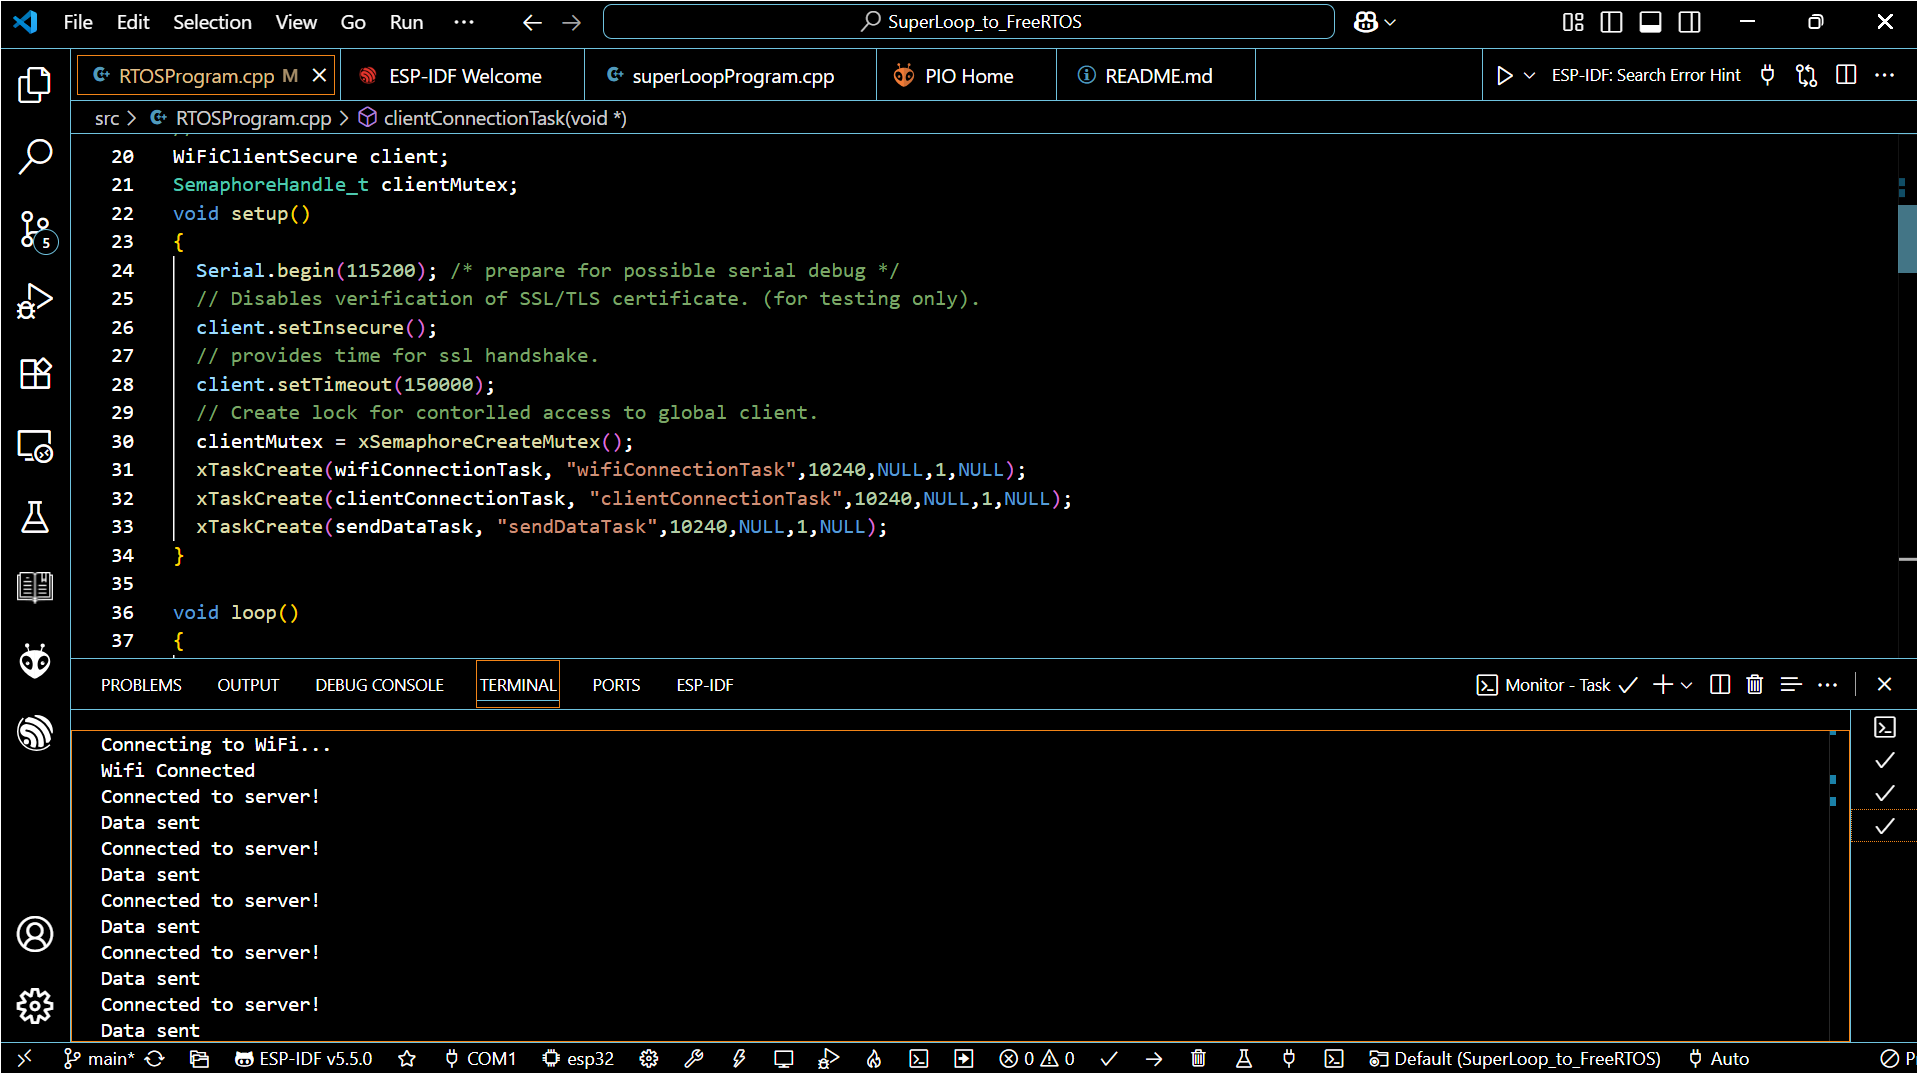 File Edit Selection View Go Run ··· SuperLoop_to_FreeRTOS
RTOSProgram.cpp M ESP-IDF Welcome superLoopProgram.cpp PIO Home README.md ESP-IDF: Search Error Hint
src > RTOSProgram.cpp > clientConnectionTask(void *)
20 WiFiClientSecure client;
21 SemaphoreHandle_t clientMutex;
22 void setup()
23 {
24 Serial.begin(115200); /* prepare for possible serial debug */
25 // Disables verification of SSL/TLS certificate. (for testing only).
26 client.setInsecure();
27 // provides time for ssl handshake.
28 client.setTimeout(150000);
29 // Create lock for contorlled access to global client.
30 clientMutex = xSemaphoreCreateMutex();
31 xTaskCreate(wifiConnectionTask, "wifiConnectionTask",10240,NULL,1,NULL);
32 xTaskCreate(clientConnectionTask, "clientConnectionTask",10240,NULL,1,NULL);
33 xTaskCreate(sendDataTask, "sendDataTask",10240,NULL,1,NULL);
34 }
35
36 void loop()
37 {
5
PROBLEMS OUTPUT DEBUG CONSOLE TERMINAL PORTS ESP-IDF Monitor - Task
Connecting to WiFi...
Wifi Connected
Connected to server!
Data sent
Connected to server!
Data sent
Connected to server!
Data sent
Connected to server!
Data sent
Connected to server!
Data sent
main* ESP-IDF v5.5.0 COM1 esp32 0 0 Default (SuperLoop_to_FreeRTOS) Auto